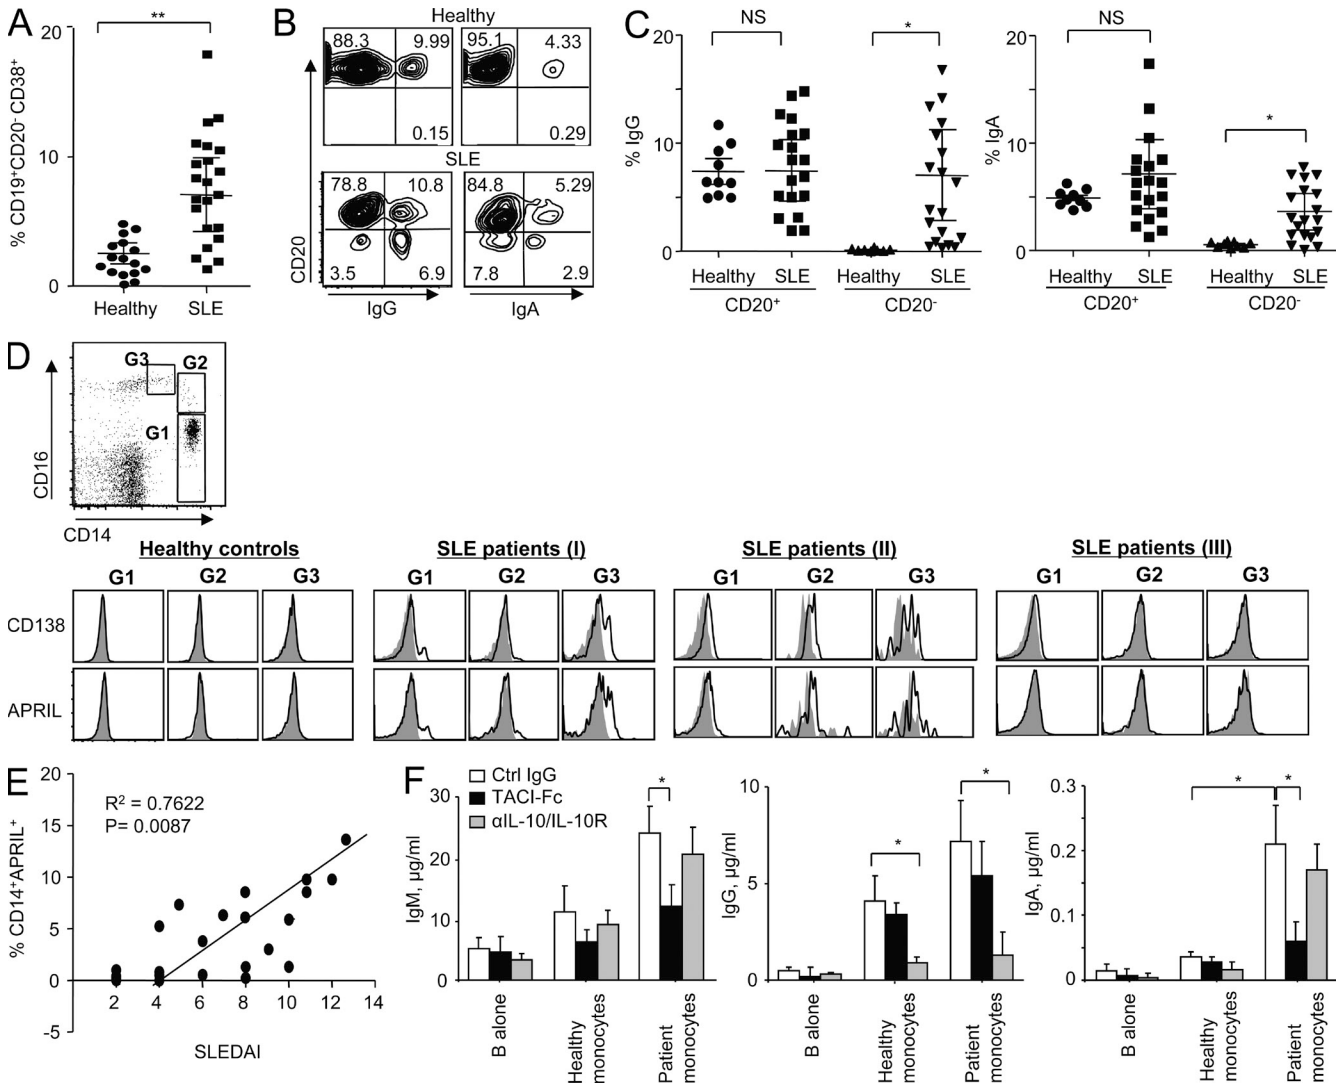 A
**
20
10
0
% CD19+CD20- CD38+
Healthy
SLE
B
Healthy
88.3
9.99
0.15
95.1
4.33
0.29
SLE
78.8
10.8
3.5
6.9
84.8
5.29
7.8
2.9
CD20
IgG
IgA
C
NS
*
20
10
0
% IgG
Healthy
SLE
Healthy
SLE
CD20+
CD20-
NS
*
20
10
0
% IgA
Healthy
SLE
Healthy
SLE
CD20+
CD20-
D
G3
G2
G1
CD16
CD14
Healthy controls
SLE patients (I)
SLE patients (II)
SLE patients (III)
G1
G2
G3
G1
G2
G3
G1
G2
G3
G1
G2
G3
CD138
APRIL
E
20
15
10
5
0
-5
R2 = 0.7622
P= 0.0087
% CD14+APRIL+
2
4
6
8
10
12
14
SLEDAI
F
Ctrl IgG
TACI-Fc
αIL-10/IL-10R
30
20
10
0
IgM, µg/ml
*
B alone
Healthy
monocytes
Patient
monocytes
10
5
0
IgG, µg/ml
*
*
B alone
Healthy
monocytes
Patient
monocytes
0.3
0.2
0.1
0
IgA, µg/ml
*
*
B alone
Healthy
monocytes
Patient
monocytes